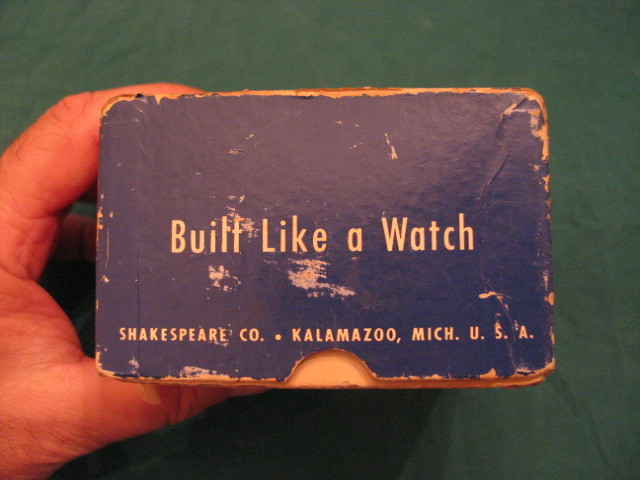 Built Like a Watch
SHAKESPEARE CO. • KALAMAZOO, MICH. U. S. A.